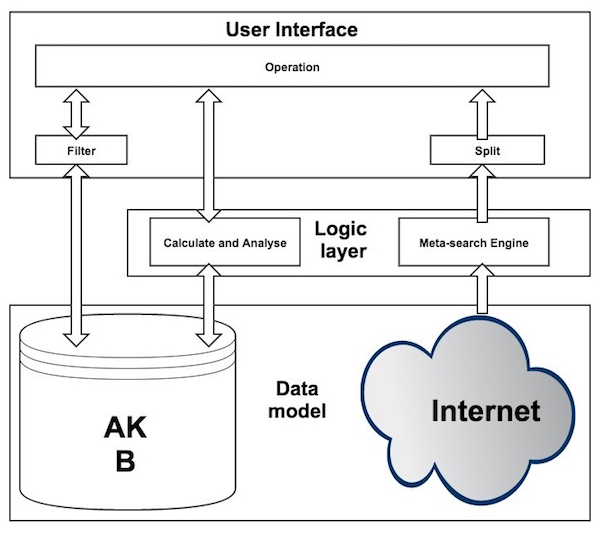 User Interface
Operation
Filter
Split
Calculate and Analyse
Logic
layer
Meta-search Engine
AK
B
Data
model
Internet